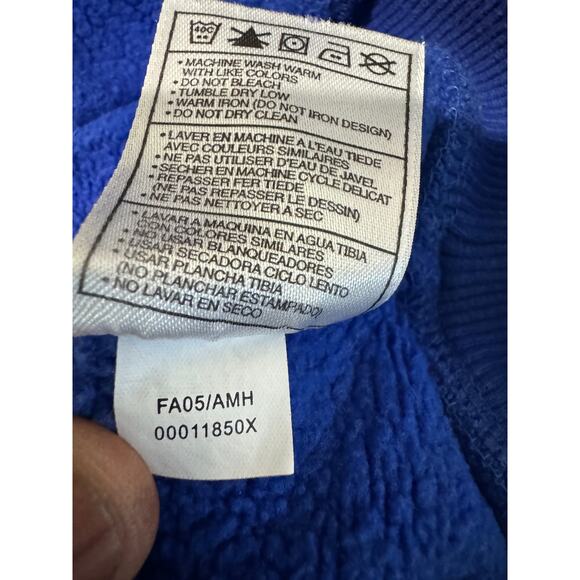 40C
• MACHINE WASH WARM
WITH LIKE COLORS
• DO NOT BLEACH
• TUMBLE DRY LOW
• WARM IRON (DO NOT IRON DESIGN)
• DO NOT DRY CLEAN
• LAVER EN MACHINE A L'EAU TIEDE
AVEC COULEURS SIMILAIRES
• NE PAS UTILISER D'EAU DE JAVEL
• SECHER EN MACHINE CYCLE DELICAT
• REPASSER FER TIEDE
(NE PAS REPASSER LE DESSIN)
• NE PAS NETTOYER A SEC
• LAVAR A MAQUINA EN AGUA TIBIA
CON COLORES SIMILARES
• NO USAR BLANQUEADORES
• USAR SECADORA CICLO LENTO
• USAR PLANCHA TIBIA
(NO PLANCHAR ESTAMPADO)
• NO LAVAR EN SECO
FA05/AMH
00011850X